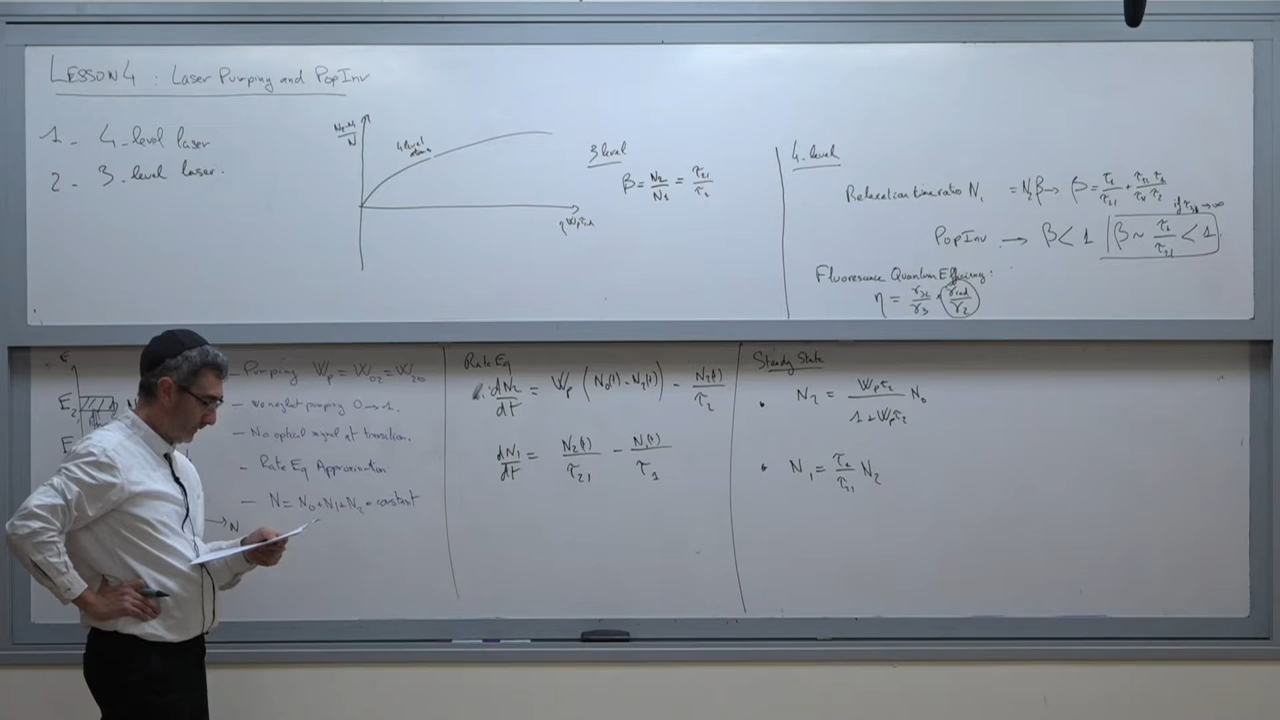 LESSON 4 : Laser Pumping and PopInv
1 - 4-level laser
2 - 3-level laser.
4 level
3 level
β = N₂/N₁ = τ₂₁/τ₁
4-level
Relaxation time ratio N₁ = N₂β → β = τ₁/τ₂₁ +
if τ → ∞
PopInv → β < 1 β ~ τ₁/τ₂₁ < 1
Fluorescence Quantum Efficiency:
η = · γrad/γ₂
E
E₂
N
- Pumping Wp = W₀₂ = W₂₀
- we neglect pumping 0→1.
- No optical signal at transition.
- Rate Eq Approximation
- N = N₀+N₁+N₂ = constant
Rate Eq
dN₂/dt = Wp (N₀(t) - N₂(t)) - N₂(t)/τ₂
dN₁/dt = N₂(t)/τ₂₁ - N₁(t)/τ₁
Steady State
• N₂ = Wpτ₂/1+Wpτ₂ N₀
• N₁ = τ₁/τ₂₁ N₂